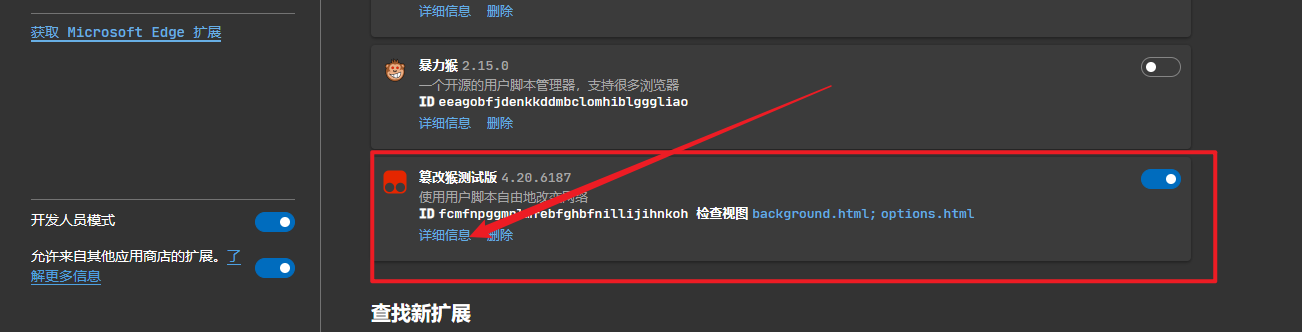 获取 Microsoft Edge 扩展
开发人员模式
允许来自其他应用商店的扩展。了
解更多信息
详细信息 删除
暴力猴 2.15.0
一个开源的用户脚本管理器，支持很多浏览器
ID eeagobfjdenkkddmbclomhiblgggliao
详细信息 删除
篡改猴测试版 4.20.6187
使用用户脚本自由地改变网络
ID 检查视图 background.html; options.html
详细信息 删除
查找新扩展